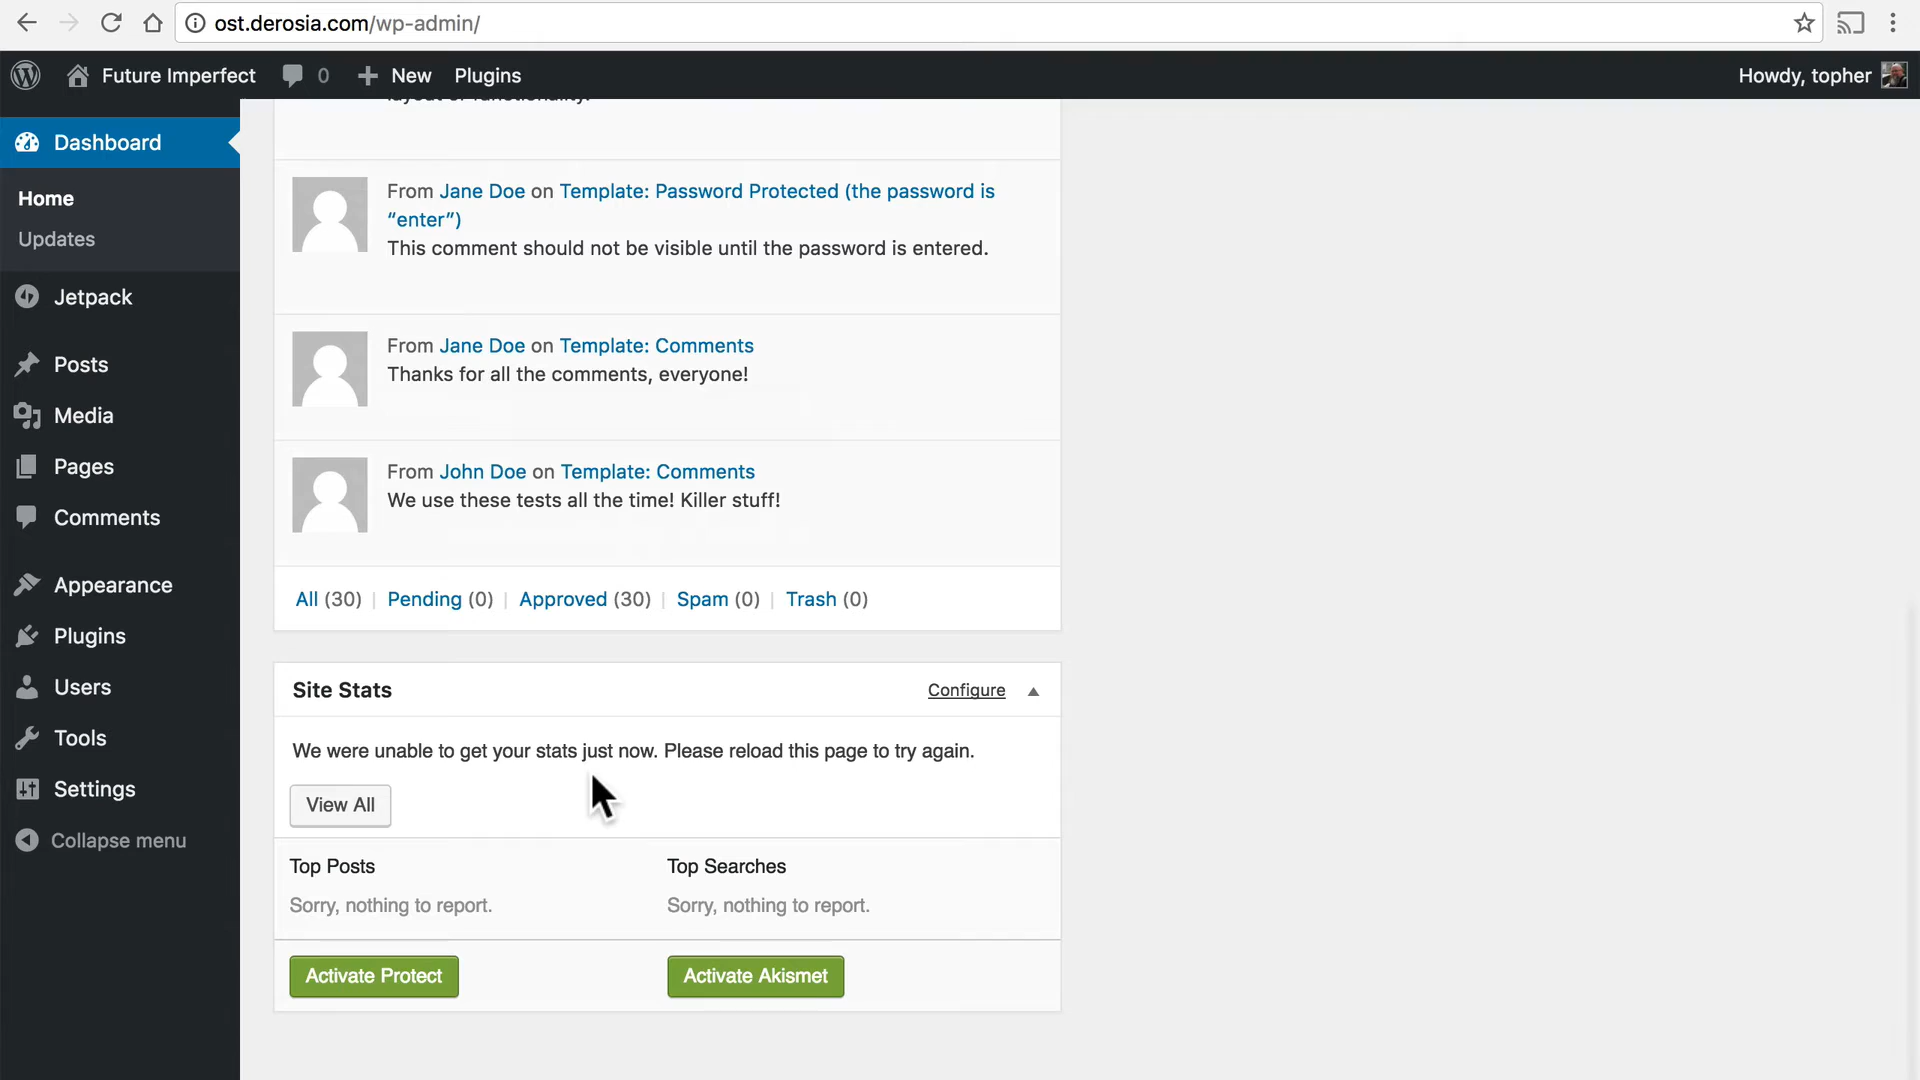 ost.derosia.com/wp-admin/
Future Imperfect
0
New
Plugins
Howdy, topher
Dashboard
Home
Updates
Jetpack
Posts
Media
Pages
Comments
Appearance
Plugins
Users
Tools
Settings
Collapse menu
layout or functionality.
From Jane Doe on Template: Password Protected (the password is
“enter”)
This comment should not be visible until the password is entered.
From Jane Doe on Template: Comments
Thanks for all the comments, everyone!
From John Doe on Template: Comments
We use these tests all the time! Killer stuff!
All (30) | Pending (0) | Approved (30) | Spam (0) | Trash (0)
Site Stats
Configure
We were unable to get your stats just now. Please reload this page to try again.
View All
Top Posts
Top Searches
Sorry, nothing to report.
Sorry, nothing to report.
Activate Protect
Activate Akismet